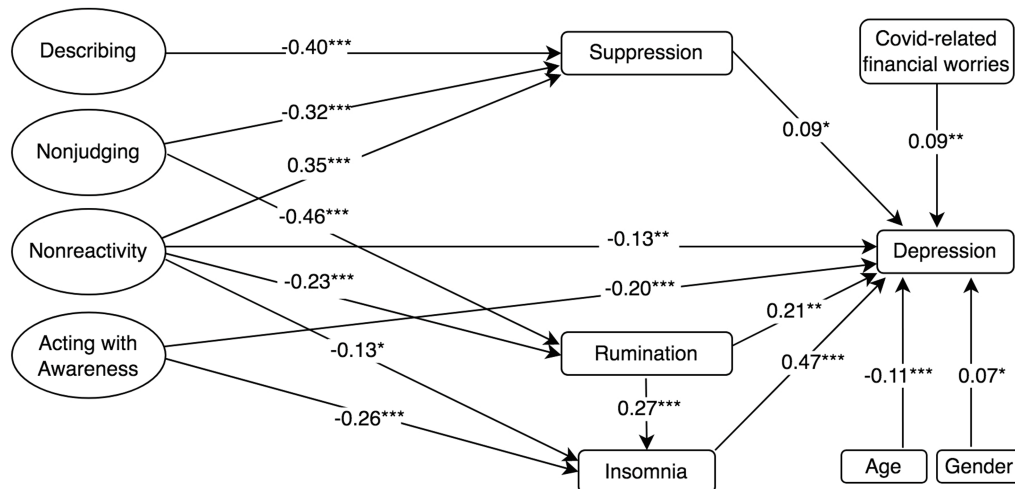 Describing
-0.40***
Suppression
Covid-related
financial worries
Nonjudging
-0.32***
0.09*
0.09**
0.35***
-0.46***
Nonreactivity
-0.13**
Depression
-0.23***
-0.20***
Acting with
Awareness
-0.13*
Rumination
0.21**
0.47***
-0.11***
0.07*
-0.26***
0.27***
Insomnia
Age
Gender